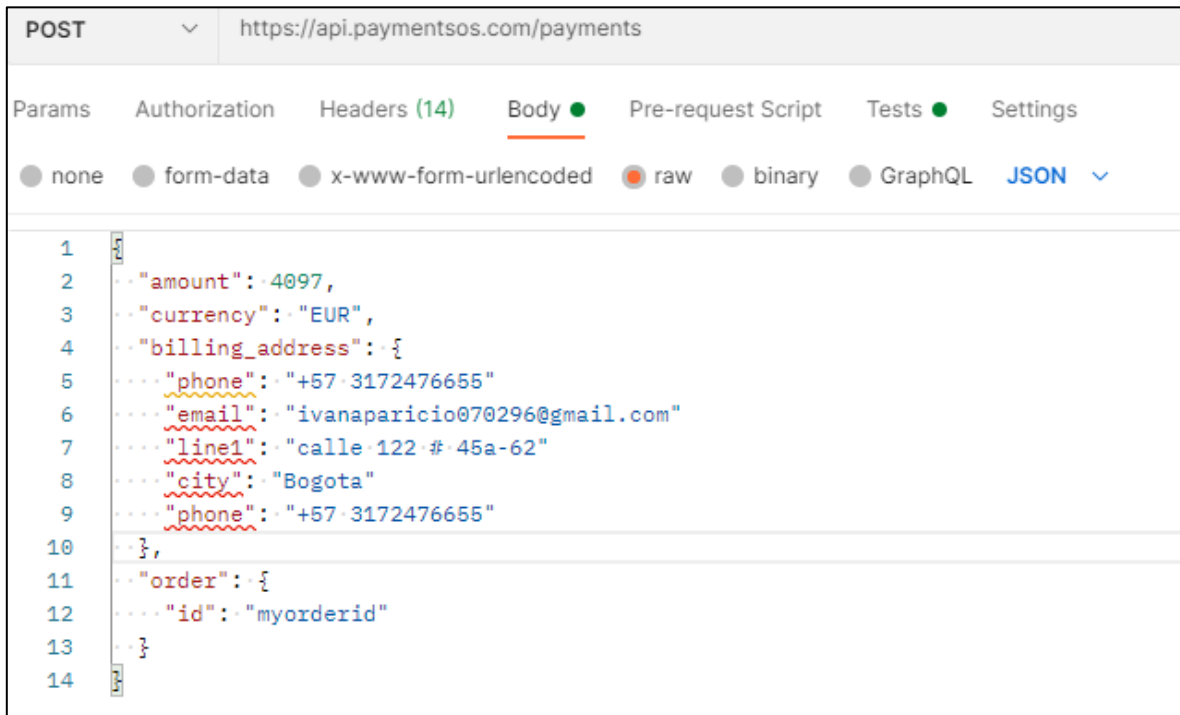 POST https://api.paymentsos.com/payments
Params Authorization Headers (14) Body Pre-request Script Tests Settings
none form-data x-www-form-urlencoded raw binary GraphQL JSON
1 {
2 "amount": 4097,
3 "currency": "EUR",
4 "billing_address": {
5 "phone": "+57 3172476655"
6 "email": "ivanaparicio070296@gmail.com"
7 "line1": "calle 122 # 45a-62"
8 "city": "Bogota"
9 "phone": "+57 3172476655"
10 },
11 "order": {
12 "id": "myorderid"
13 }
14 }